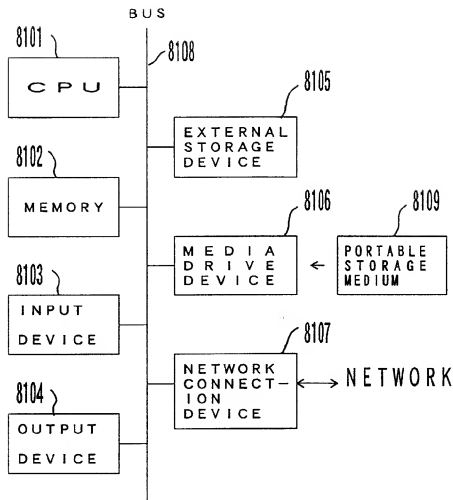 BUS
8101
8108
CPU
8105
EXTERNAL
STORAGE
DEVICE
8102
MEMORY
8106
8109
MEDIA
DRIVE
DEVICE
PORTABLE
STORAGE
MEDIUM
8103
INPUT
DEVICE
8107
NETWORK
CONNECT-
ION
DEVICE
NETWORK
8104
OUTPUT
DEVICE